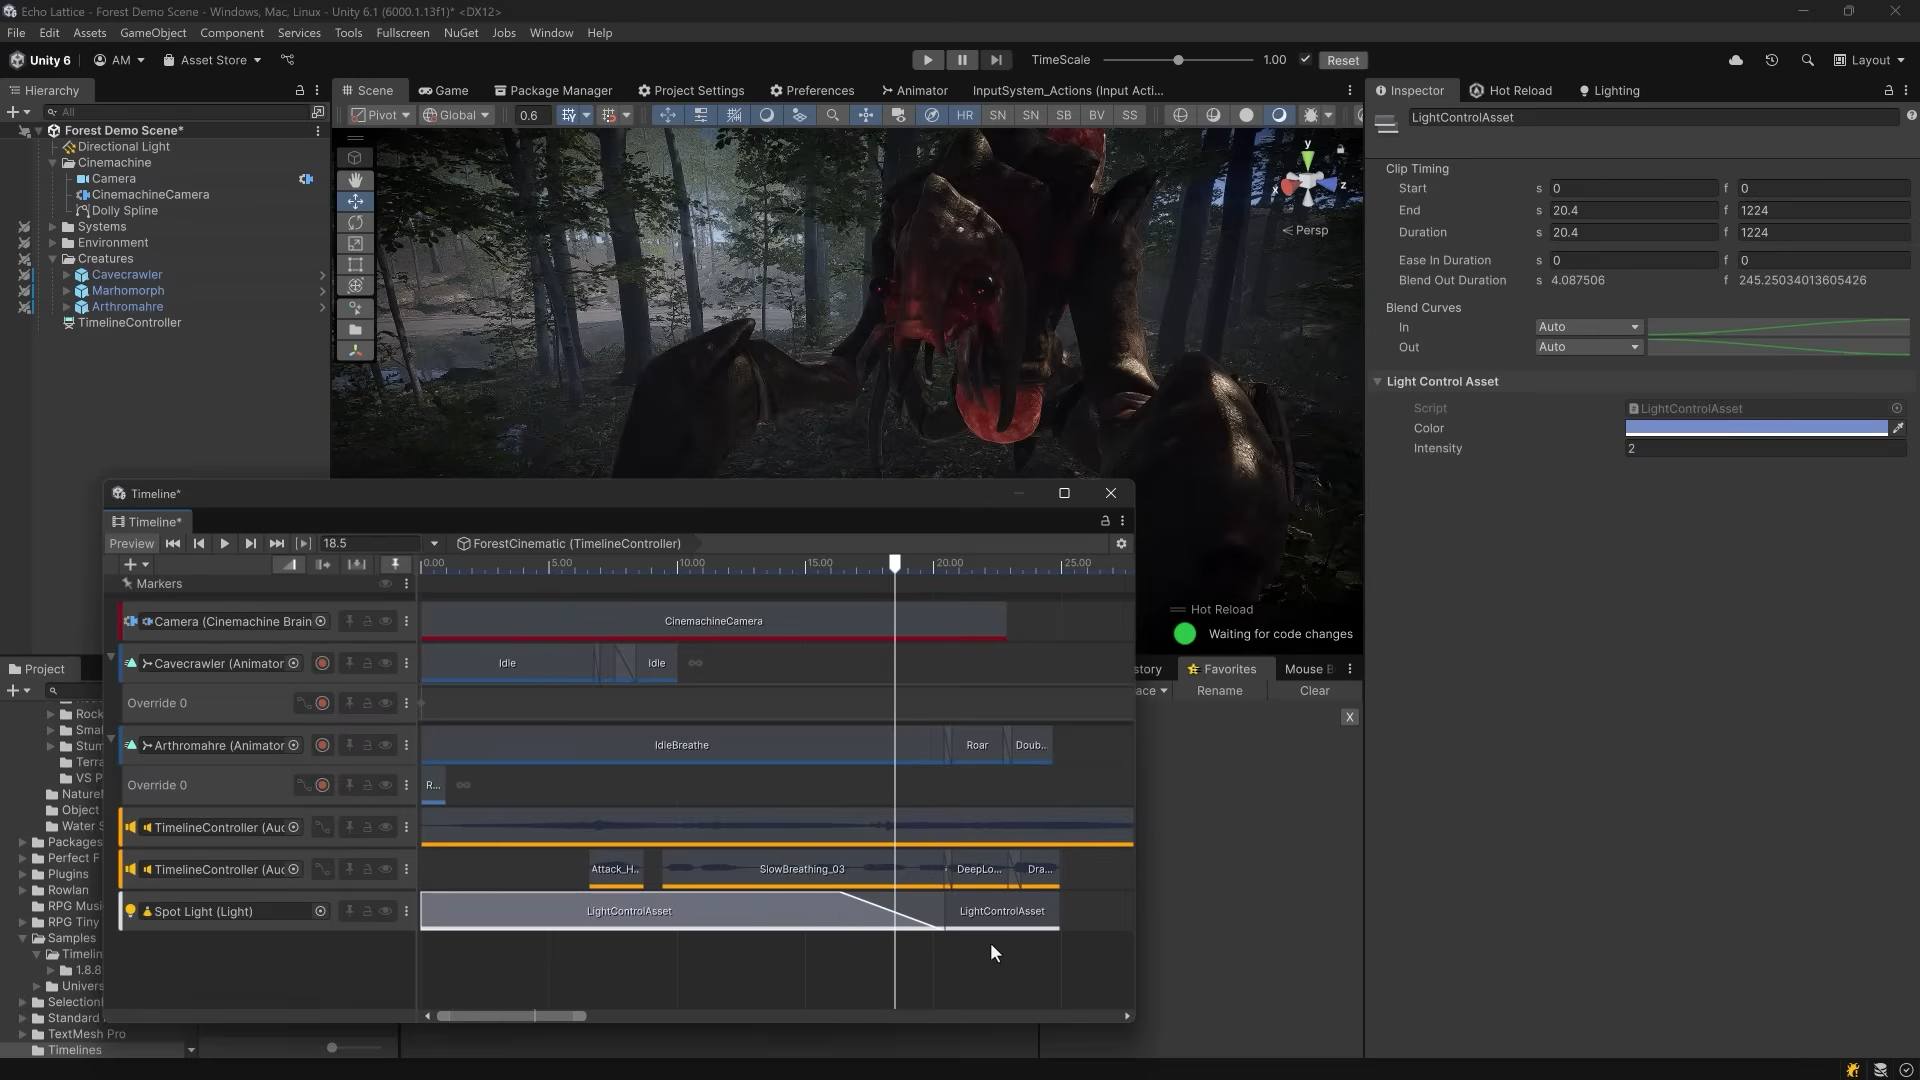 Echo Lattice - Forest Demo Scene - Windows, Mac, Linux - Unity 6.1 (6000.1.13f1)* <DX12>
File Edit Assets GameObject Component Services Tools Fullscreen NuGet Jobs Window Help
Unity 6 AM Asset Store TimeScale 1.00 Reset Layout
Hierarchy
All
Forest Demo Scene*
Directional Light
Cinemachine
Camera
CinemachineCamera
Dolly Spline
Systems
Environment
Creatures
Cavecrawler
Marhomorph
Arthromahre
TimelineController
Scene Game Package Manager Project Settings Preferences Animator InputSystem_Actions (Input Acti...
Pivot Global 0.6 HR SN SN SB BV SS
y
x
z
Persp
Hot Reload
Waiting for code changes
Inspector Hot Reload Lighting
LightControlAsset
Clip Timing
Start s 0 f 0
End s 20.4 f 1224
Duration s 20.4 f 1224
Ease In Duration s 0 f 0
Blend Out Duration s 4.087506 f 245.25034013605426
Blend Curves
In Auto
Out Auto
Light Control Asset
Script LightControlAsset
Color
Intensity 2
Timeline*
Timeline*
Preview 18.5 ForestCinematic (TimelineController)
0.00 5.00 10.00 15.00 20.00 25.00
Markers
Camera (Cinemachine Brain CinemachineCamera
Cavecrawler (Animator Idle Idle
Override 0
Arthromahre (Animator IdleBreathe Roar Doub...
Override 0 R...
TimelineController (Auc
TimelineController (Auc Attack_H.. SlowBreathing_03 DeepLo... Dra...
Spot Light (Light) LightControlAsset LightControlAsset
Project
Rock
Smal
Stum
Terra
VS P
Nature
Object
Water S
Packages
Perfect F
Plugins
Rowlan
RPG Musi
RPG Tiny
Samples
Timelin
1.8.8
Univers
Selection
Standard
TextMesh Pro
Timelines
story Favorites Mouse B
ace Rename Clear
X